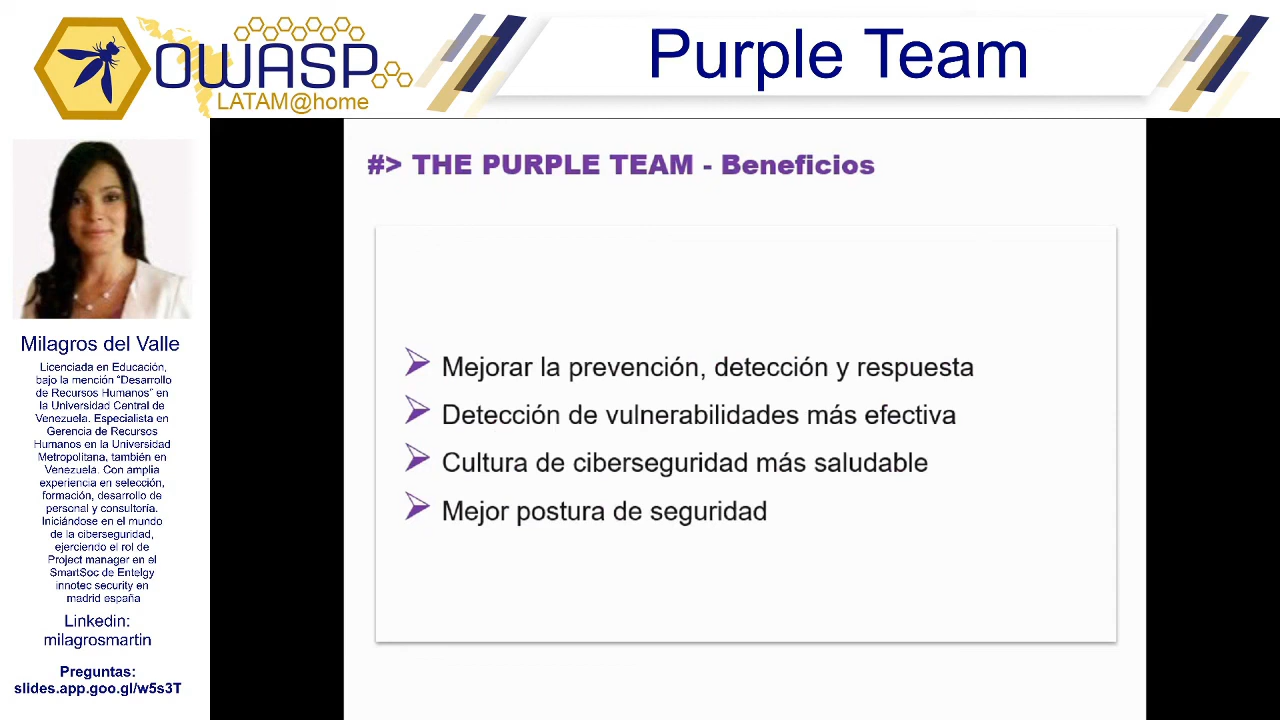 OWASP
LATAM@home
Purple Team
Milagros del Valle
Licenciada en Educación,
bajo la mención “Desarrollo
de Recursos Humanos” en
la Universidad Central de
Venezuela. Especialista en
Gerencia de Recursos
Humanos en la Universidad
Metropolitana, también en
Venezuela. Con amplia
experiencia en selección,
formación, desarrollo de
personal y consultoría.
Iniciándose en el mundo
de la ciberseguridad,
ejerciendo el rol de
Project manager en el
SmartSoc de Entelgy
innotec security en
madrid españa
Linkedin:
milagrosmartin
Preguntas:
slides.app.goo.gl/w5s3T
#> THE PURPLE TEAM - Beneficios
Mejorar la prevención, detección y respuesta
Detección de vulnerabilidades más efectiva
Cultura de ciberseguridad más saludable
Mejor postura de seguridad